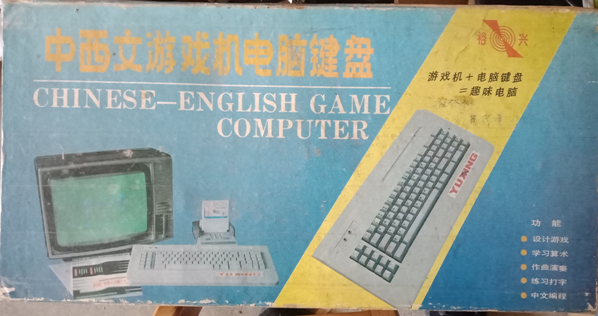 中西文游戏机电脑键盘
CHINESE—ENGLISH GAME
COMPUTER
裕兴
游戏机+电脑键盘
=趣味电脑
YUXING
功能
设计游戏
学习算术
作曲演奏
练习打字
中文编程